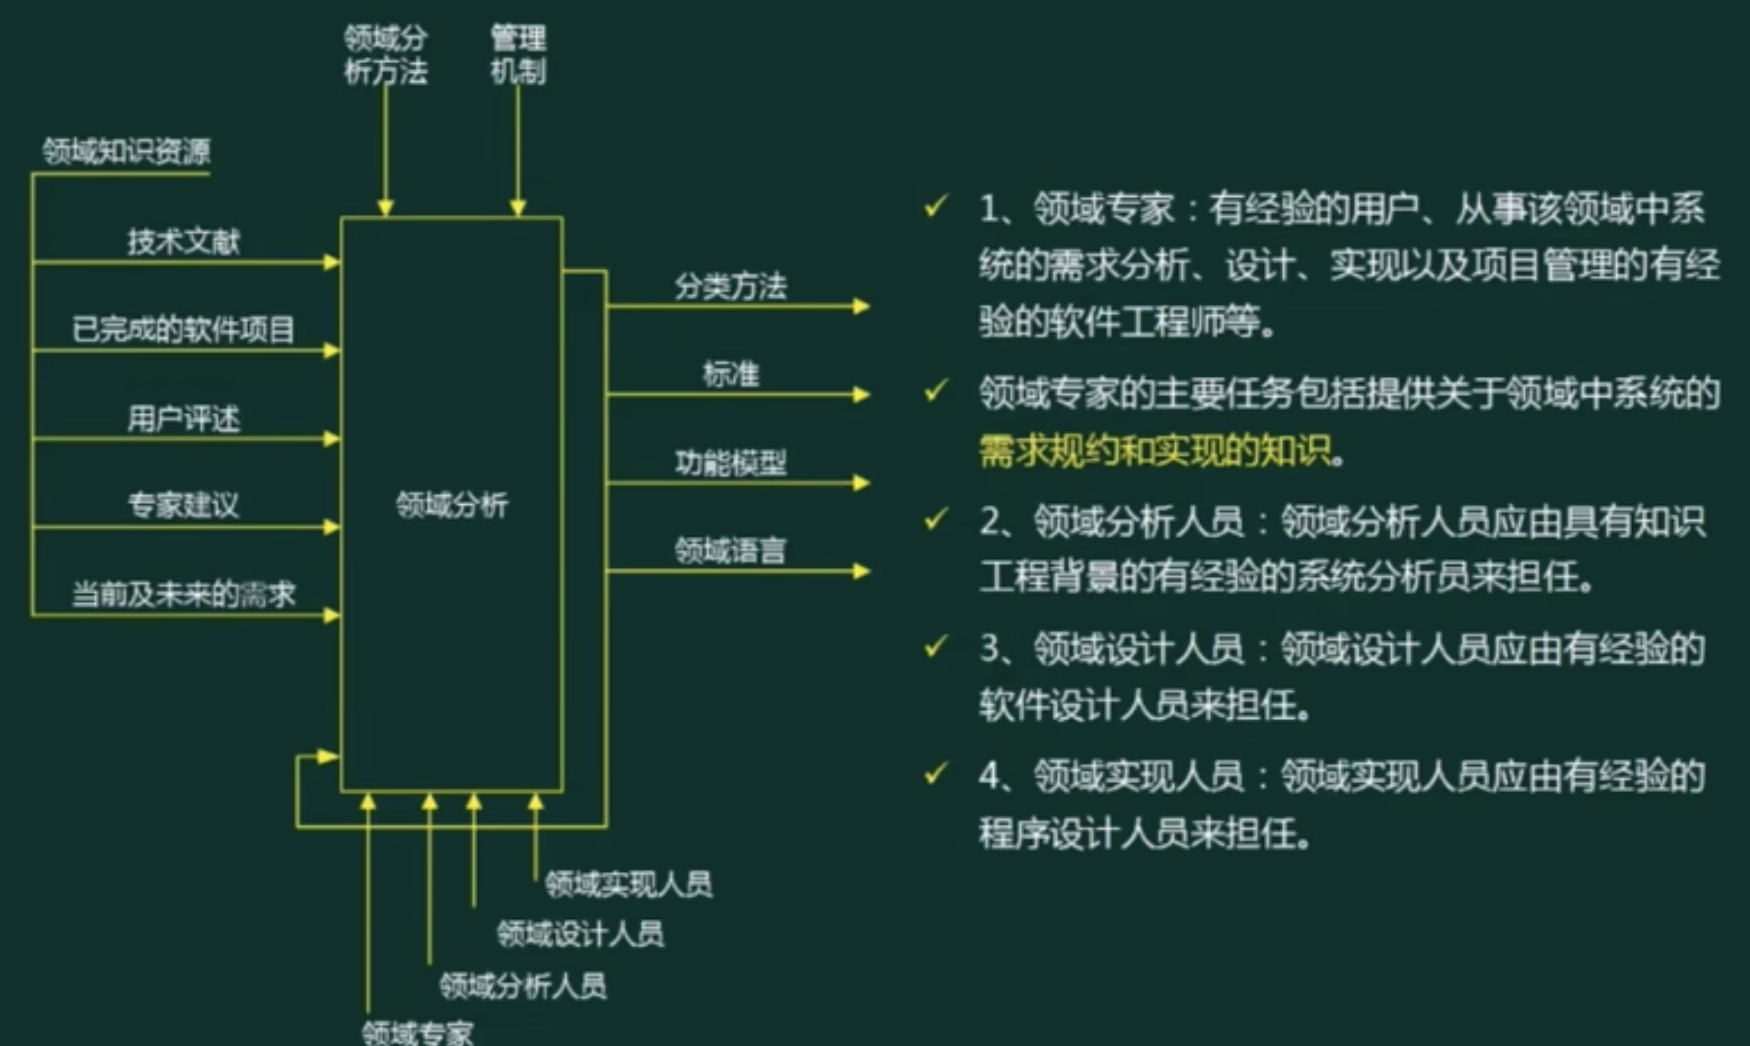 领域分
析方法
管理
机制
领域知识资源
技术文献
已完成的软件项目
用户评述
专家建议
当前及未来的需求
领域分析
分类方法
标准
功能模型
领域语言
领域实现人员
领域设计人员
领域分析人员
领域专家
✓ 1、领域专家：有经验的用户、从事该领域中系
统的需求分析、设计、实现以及项目管理的有经
验的软件工程师等。
✓ 领域专家的主要任务包括提供关于领域中系统的
需求规约和实现的知识。
✓ 2、领域分析人员：领域分析人员应由具有知识
工程背景的有经验的系统分析员来担任。
✓ 3、领域设计人员：领域设计人员应由有经验的
软件设计人员来担任。
✓ 4、领域实现人员：领域实现人员应由有经验的
程序设计人员来担任。